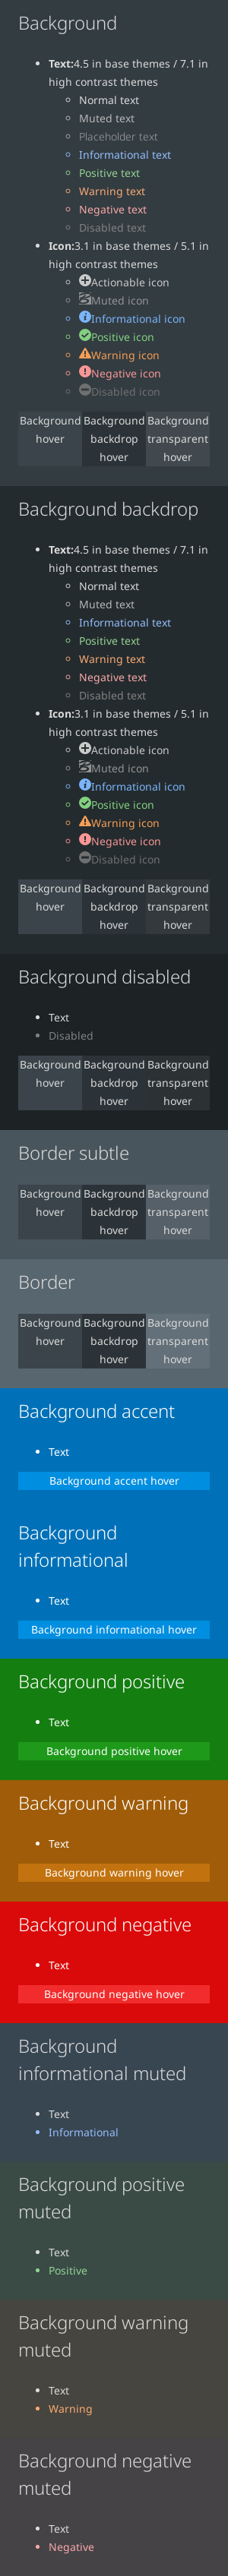 Background
Text:4.5 in base themes / 7.1 in
high contrast themes
Normal text
Muted text
Placeholder text
Informational text
Positive text
Warning text
Negative text
Disabled text
Icon:3.1 in base themes / 5.1 in
high contrast themes
Actionable icon
Muted icon
Informational icon
Positive icon
Warning icon
Negative icon
Disabled icon
Background
hover
Background
backdrop
hover
Background
transparent
hover
Background backdrop
Text:4.5 in base themes / 7.1 in
high contrast themes
Normal text
Muted text
Informational text
Positive text
Warning text
Negative text
Disabled text
Icon:3.1 in base themes / 5.1 in
high contrast themes
Actionable icon
Muted icon
Informational icon
Positive icon
Warning icon
Negative icon
Disabled icon
Background
hover
Background
backdrop
hover
Background
transparent
hover
Background disabled
Text
Disabled
Background
hover
Background
backdrop
hover
Background
transparent
hover
Border subtle
Background
hover
Background
backdrop
hover
Background
transparent
hover
Border
Background
hover
Background
backdrop
hover
Background
transparent
hover
Background accent
Text
Background accent hover
Background
informational
Text
Background informational hover
Background positive
Text
Background positive hover
Background warning
Text
Background warning hover
Background negative
Text
Background negative hover
Background
informational muted
Text
Informational
Background positive
muted
Text
Positive
Background warning
muted
Text
Warning
Background negative
muted
Text
Negative